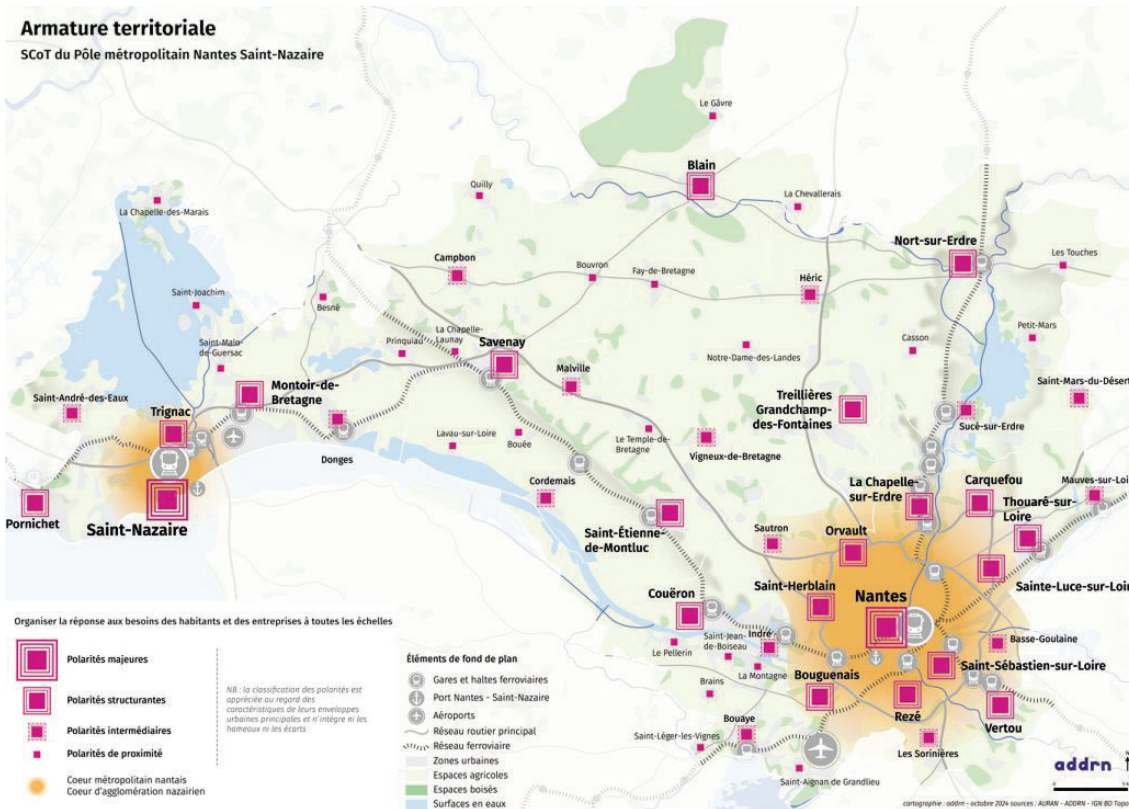 Armature territoriale
SCoT du Pôle métropolitain Nantes Saint-Nazaire
Le Gâvre
Blain
Quilly
La Chevallerais
La Chapelle-des-Marais
Nort-sur-Erdre
Les Touches
Campbon
Bouvron
Fay-de-Bretagne
Héric
Saint-Joachim
Besné
Petit-Mars
Saint-Malo-
de-Guersac
Prinquiau
La Chapelle-
Launay
Savenay
Notre-Dame-des-Landes
Casson
Malville
Saint-Mars-du-Désert
Saint-André-des-Eaux
Montoir-de-
Bretagne
Treillières
Grandchamp-
des-Fontaines
Trignac
Sucé-sur-Erdre
Donges
Lavau-sur-Loire
Bouée
Le Temple-de-
Bretagne
Vigneux-de-Bretagne
Cordemais
La Chapelle-
sur-Erdre
Carquefou
Mauves-sur-Loi
Thouaré-sur-
Loire
Pornichet
Saint-Nazaire
Saint-Étienne-
de-Montluc
Sautron
Orvault
Saint-Herblain
Sainte-Luce-sur-Loir
Couëron
Nantes
Le Pellerin
Saint-Jean-
de-Boiseau
Indre
La Montagne
Basse-Goulaine
Saint-Sébastien-sur-Loire
Brains
Bouguenais
Rezé
Vertou
Bouaye
Saint-Léger-les-Vignes
Les Sorinières
Saint-Aignan de Grandlieu
Organiser la réponse aux besoins des habitants et des entreprises à toutes les échelles
Polarités majeures
Polarités structurantes
Polarités intermédiaires
Polarités de proximité
Coeur métropolitain nantais
Coeur d'agglomération nazairien
NB : la classification des polarités est
appréciée au regard des
caractéristiques de leurs enveloppes
urbaines principales et n'intègre ni les
hameaux ni les écarts
Éléments de fond de plan
Gares et haltes ferroviaires
Port Nantes - Saint-Nazaire
Aéroports
Réseau routier principal
Réseau ferroviaire
Zones urbaines
Espaces agricoles
Espaces boisés
Surfaces en eaux
addrn
N
0
cartographie : addrn - octobre 2024 sources : AURAN - ADDRN - IGN BD Topo